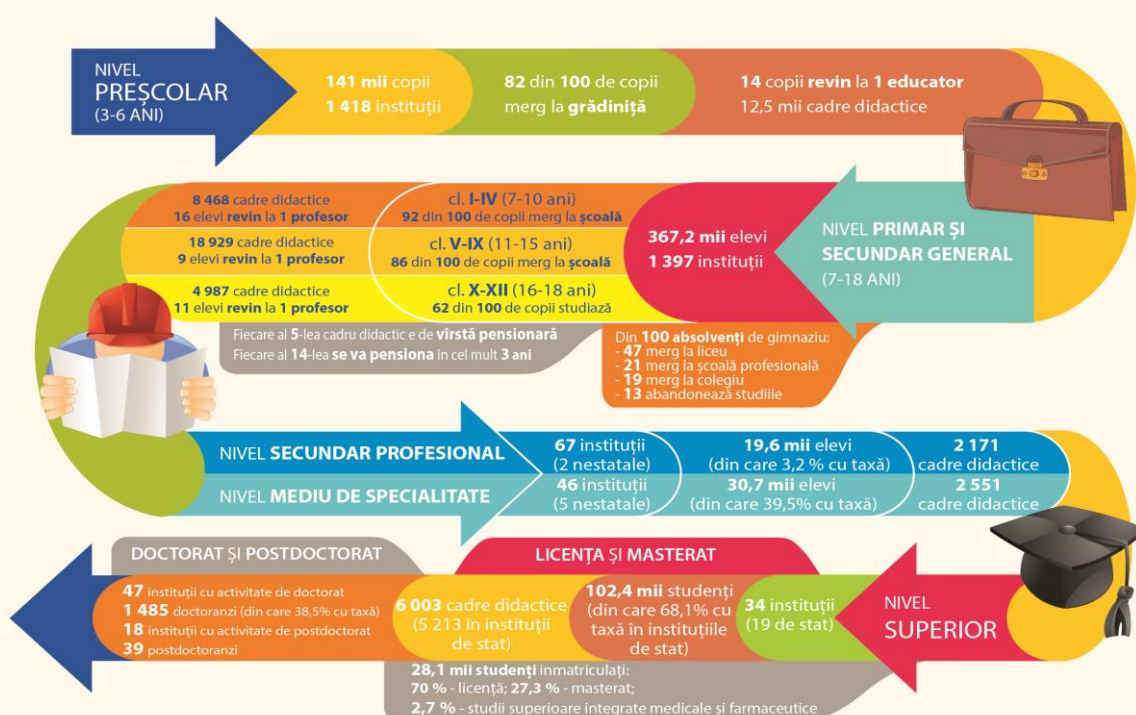 NIVEL
PREȘCOLAR
(3-6 ANI)
141 mii copii
1 418 instituții
82 din 100 de copii
merg la grădiniță
14 copii revin la 1 educator
12,5 mii cadre didactice
NIVEL PRIMAR ȘI
SECUNDAR GENERAL
(7-18 ANI)
367,2 mii elevi
1 397 instituții
cl. I-IV (7-10 ani)
92 din 100 de copii merg la școală
8 468 cadre didactice
16 elevi revin la 1 profesor
cl. V-IX (11-15 ani)
86 din 100 de copii merg la școală
18 929 cadre didactice
9 elevi revin la 1 profesor
cl. X-XII (16-18 ani)
62 din 100 de copii studiază
4 987 cadre didactice
11 elevi revin la 1 profesor
Fiecare al 5-lea cadru didactic e de vîrstă pensionară
Fiecare al 14-lea se va pensiona în cel mult 3 ani
Din 100 absolvenți de gimnaziu:
- 47 merg la liceu
- 21 merg la școală profesională
- 19 merg la colegiu
- 13 abandonează studiile
NIVEL SECUNDAR PROFESIONAL
67 instituții
(2 nestatale)
19,6 mii elevi
(din care 3,2 % cu taxă)
2 171
cadre didactice
NIVEL MEDIU DE SPECIALITATE
46 instituții
(5 nestatale)
30,7 mii elevi
(din care 39,5% cu taxă)
2 551
cadre didactice
NIVEL
SUPERIOR
LICENȚA ȘI MASTERAT
34 instituții
(19 de stat)
102,4 mii studenți
(din care 68,1% cu
taxă în instituțiile
de stat)
6 003 cadre didactice
(5 213 în instituții
de stat)
28,1 mii studenți inmatriculați:
70 % - licență; 27,3 % - masterat;
2,7 % - studii superioare integrate medicale și farmaceutice
DOCTORAT ȘI POSTDOCTORAT
47 instituții cu activitate de doctorat
1 485 doctoranzi (din care 38,5% cu taxă)
18 instituții cu activitate de postdoctorat
39 postdoctoranzi